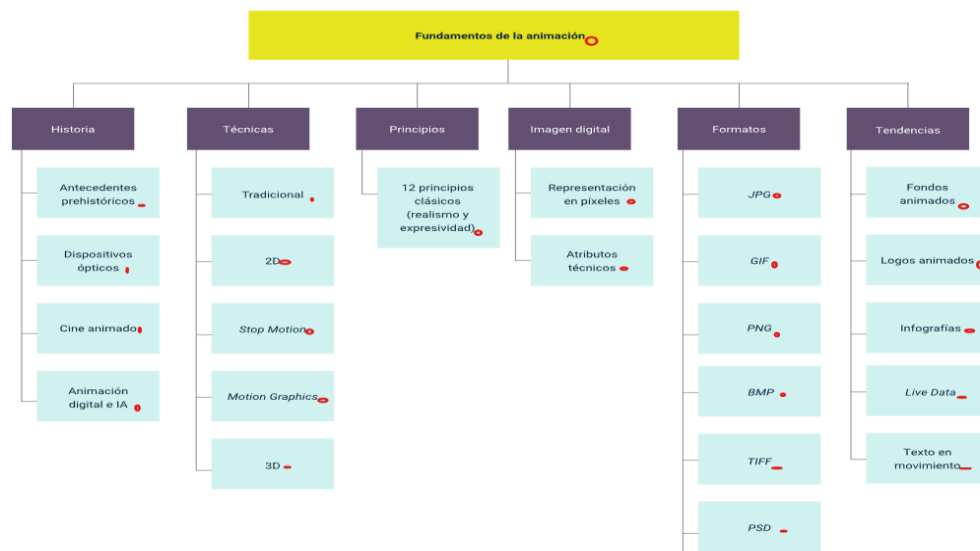 Fundamentos de la animación
Historia
Antecedentes
prehistóricos
Dispositivos
ópticos
Cine animado
Animación
digital e IA
Técnicas
Tradicional
2D
Stop Motion
Motion Graphics
3D
Principios
12 principios
clásicos
(realismo y
expresividad)
Imagen digital
Representación
en píxeles
Atributos
técnicos
Formatos
JPG
GIF
PNG
BMP
TIFF
PSD
Tendencias
Fondos
animados
Logos animados
Infografías
Live Data
Texto en
movimiento